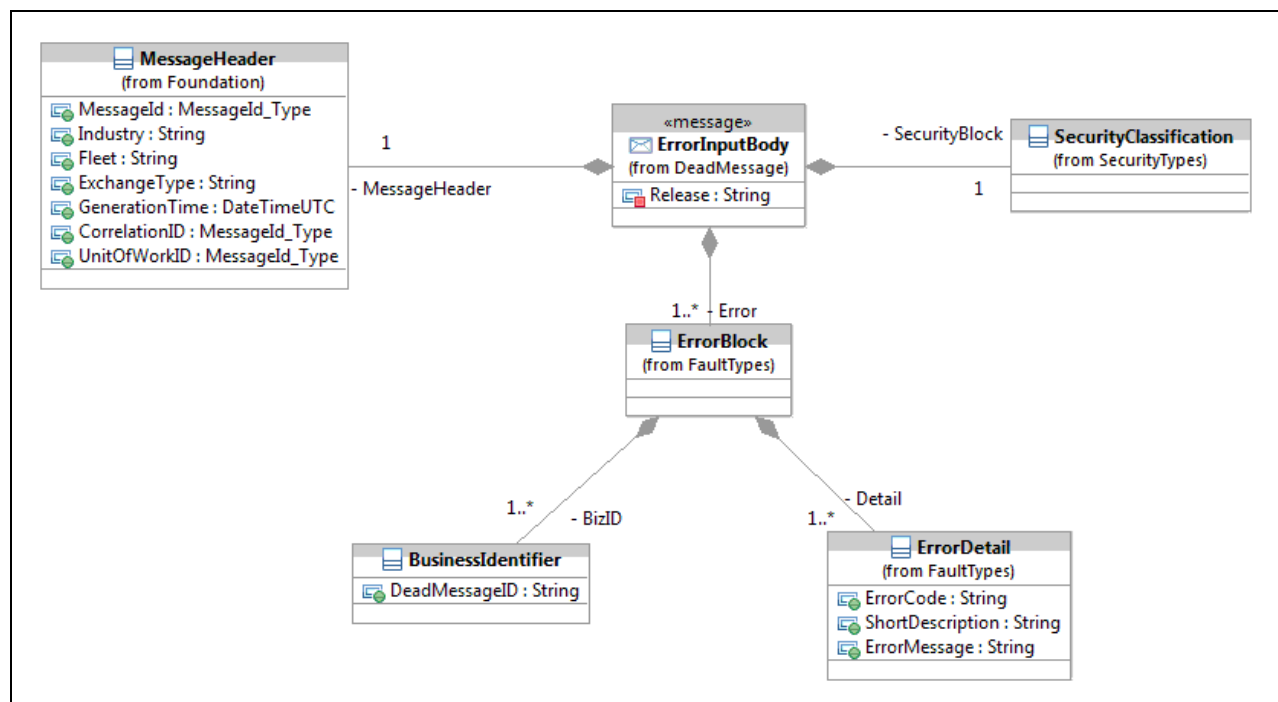 MessageHeader
(from Foundation)
MessageId : MessageId_Type
Industry : String
Fleet : String
ExchangeType : String
GenerationTime : DateTimeUTC
CorrelationID : MessageId_Type
UnitOfWorkID : MessageId_Type
1
- MessageHeader
«message»
ErrorInputBody
(from DeadMessage)
Release : String
- SecurityBlock
1
SecurityClassification
(from SecurityTypes)
1..* - Error
ErrorBlock
(from FaultTypes)
1..*
- BizID
BusinessIdentifier
DeadMessageID : String
- Detail
1..*
ErrorDetail
(from FaultTypes)
ErrorCode : String
ShortDescription : String
ErrorMessage : String